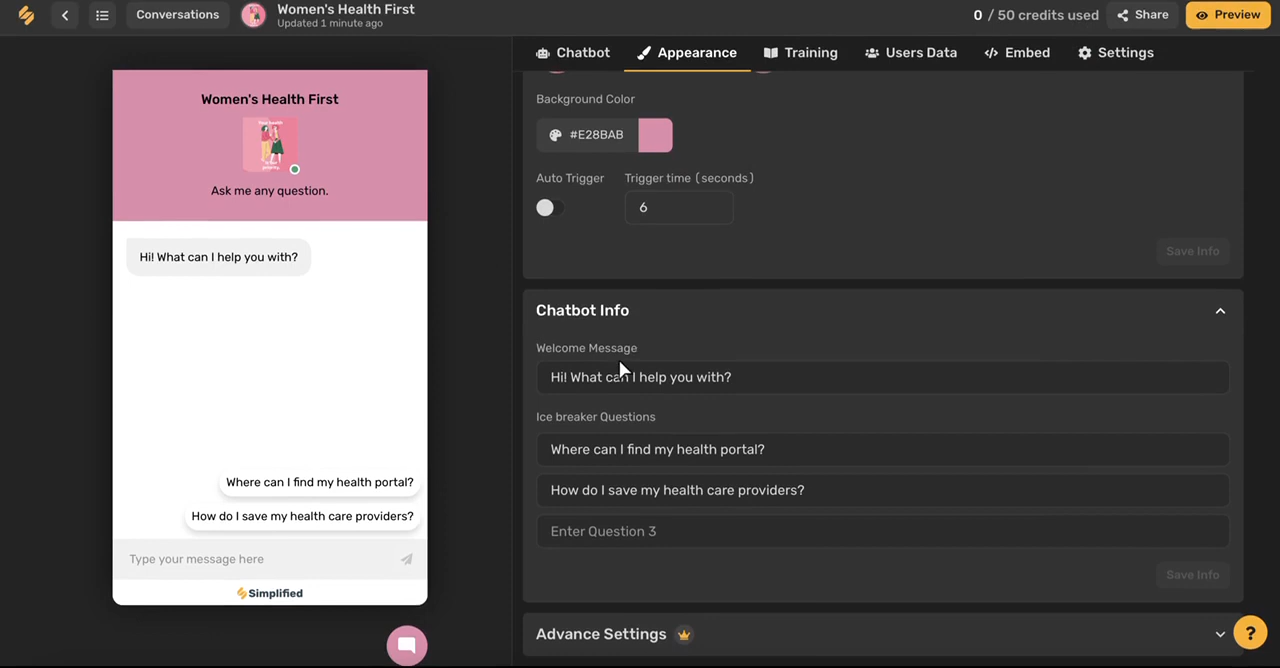 Conversations
Women's Health First
Updated 1 minute ago
0 / 50 credits used
Share
Preview
Chatbot
Appearance
Training
Users Data
Embed
Settings
Women's Health First
Ask me any question.
Hi! What can I help you with?
Where can I find my health portal?
How do I save my health care providers?
Type your message here
Simplified
Background Color
#E28BAB
Auto Trigger
Trigger time (seconds)
6
Save Info
Chatbot Info
Welcome Message
Hi! What can I help you with?
Ice breaker Questions
Where can I find my health portal?
How do I save my health care providers?
Enter Question 3
Save Info
Advance Settings
?